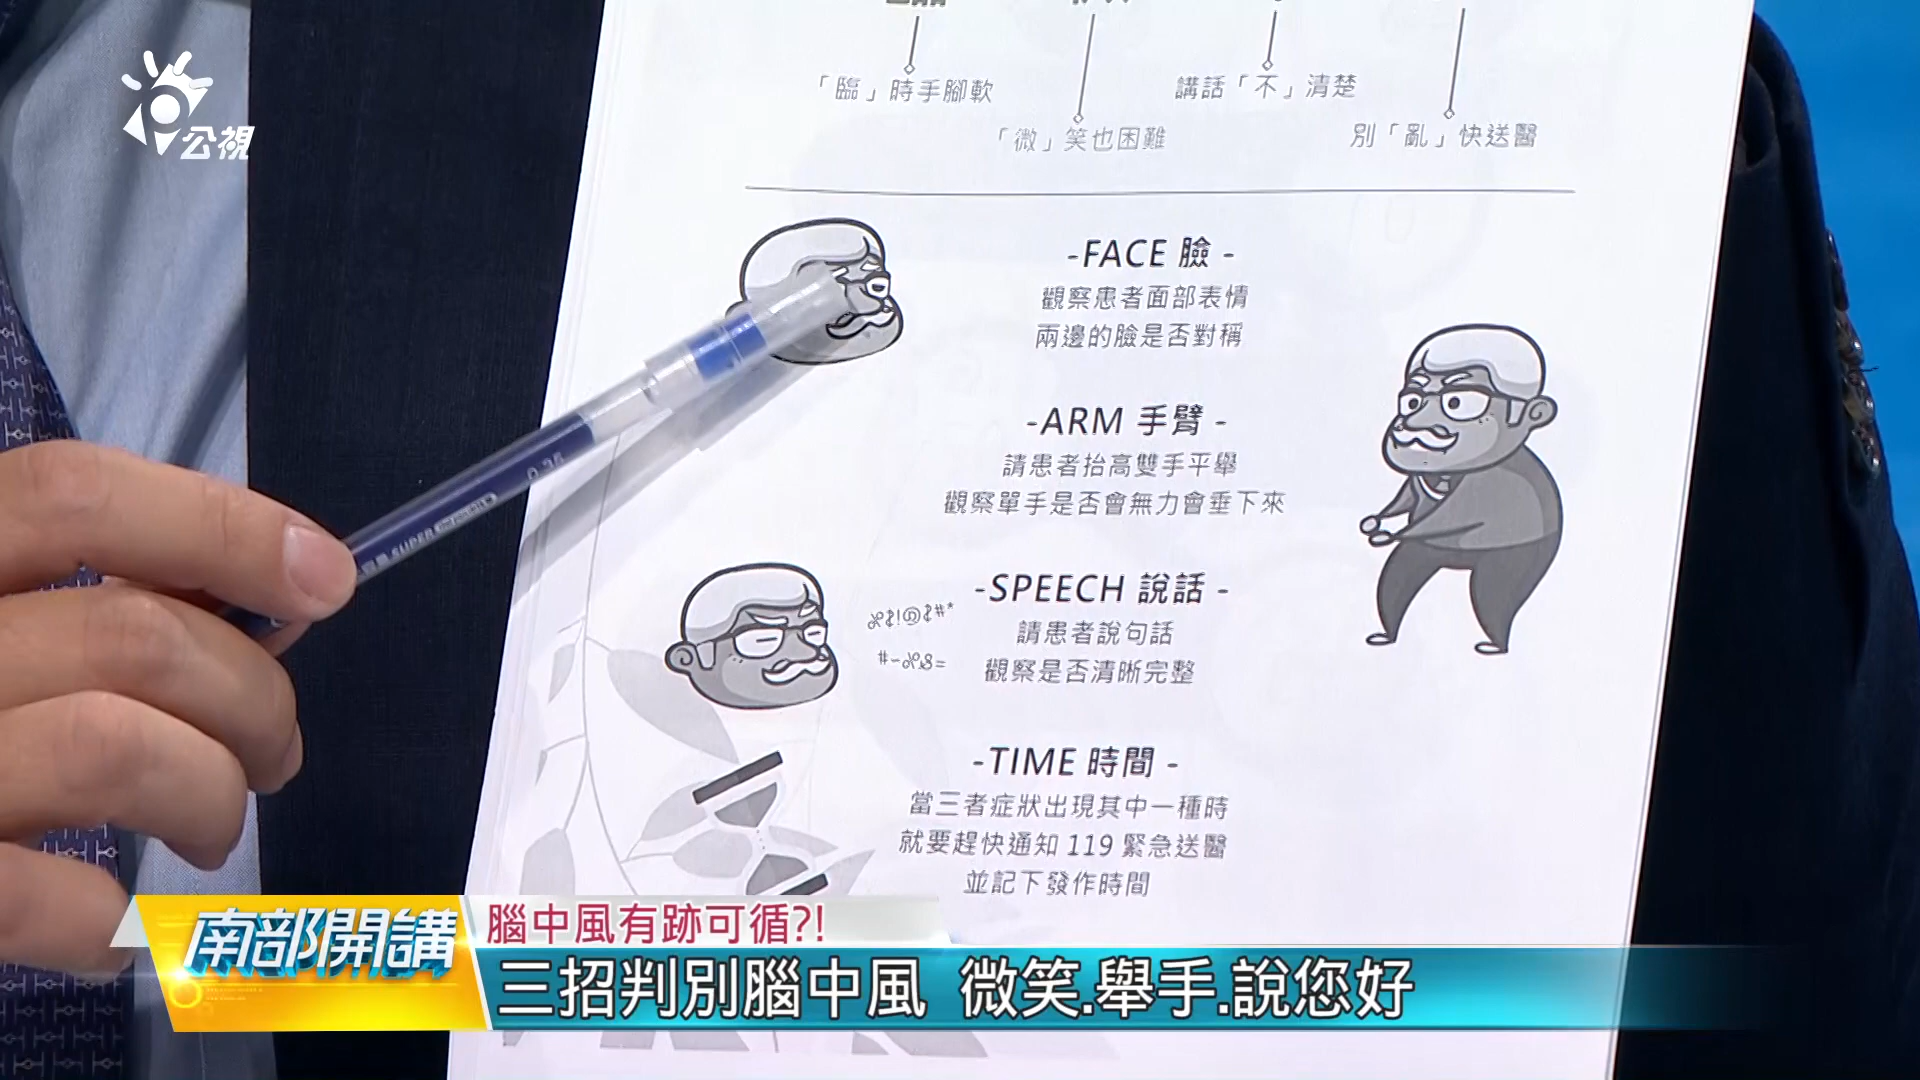 公視
「臨」時手腳軟
「微」笑也困難
講話「不」清楚
別「亂」快送醫
-FACE 臉 -
觀察患者面部表情
兩邊的臉是否對稱
-ARM 手臂 -
請患者抬高雙手平舉
觀察單手是否會無力會垂下來
-SPEECH 說話 -
請患者說句話
觀察是否清晰完整
-TIME 時間 -
當三者症狀出現其中一種時
就要趕快通知 119 緊急送醫
並記下發作時間
SUPER
南部開講
腦中風有跡可循?!
三招判別腦中風 微笑.舉手.說您好